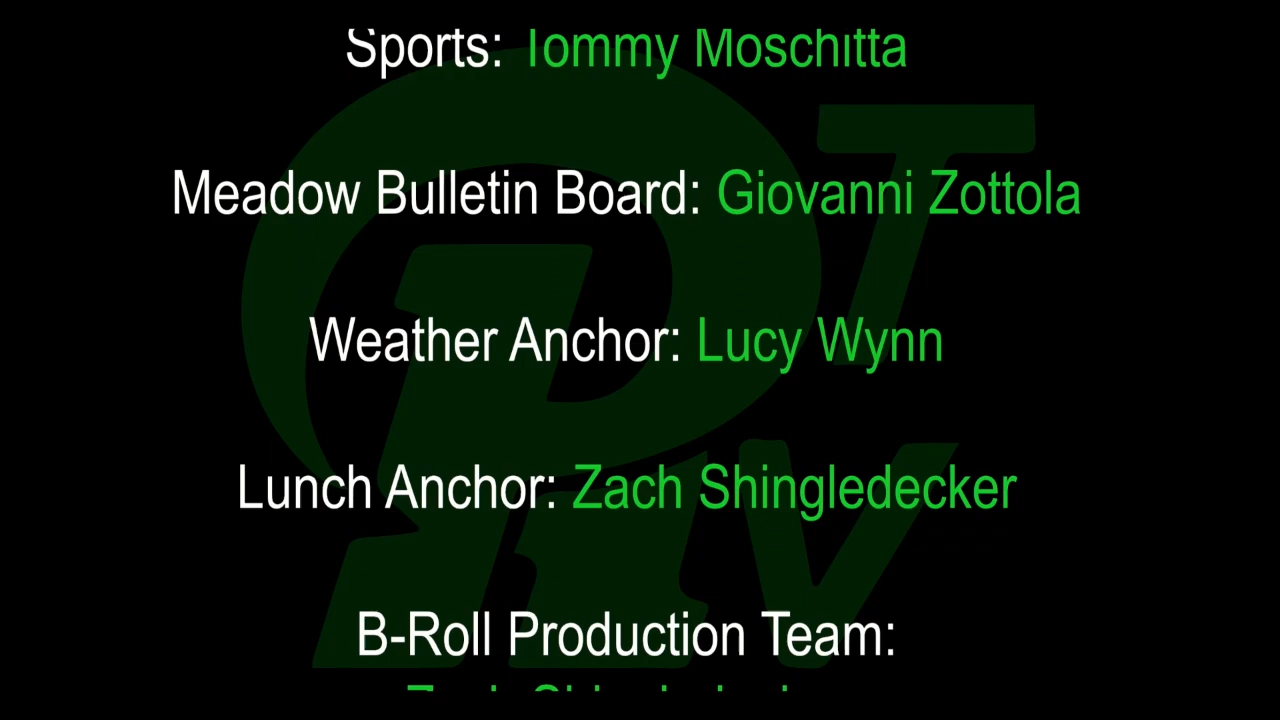 Sports: Tommy Moschitta
Meadow Bulletin Board: Giovanni Zottola
Weather Anchor: Lucy Wynn
Lunch Anchor: Zach Shingledecker
B-Roll Production Team: